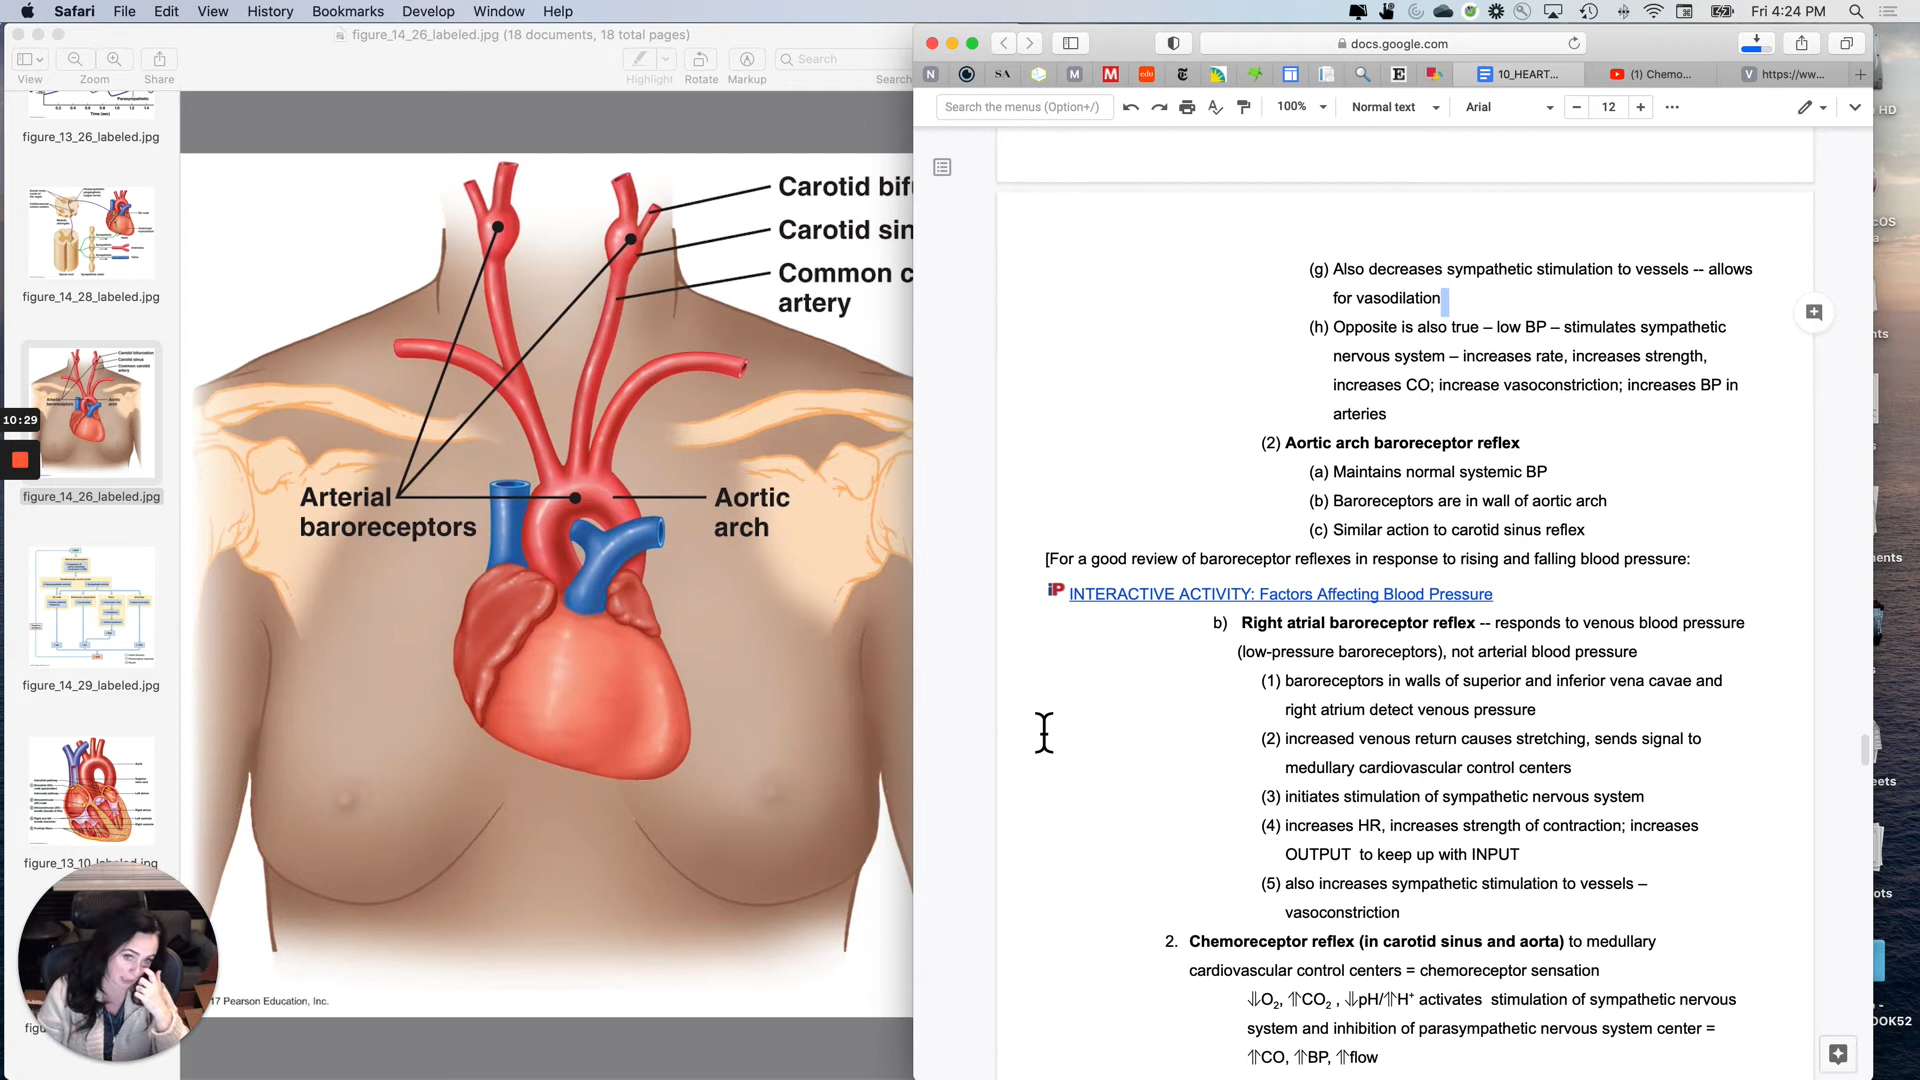 Safari File Edit View History Bookmarks Develop Window Help
Fri 4:24 PM
figure_14_26_labeled.jpg (18 documents, 18 total pages)
View
Zoom
Share
Highlight
Rotate
Markup
Search
Search
figure_13_26_labeled.jpg
figure_14_28_labeled.jpg
figure_14_26_labeled.jpg
figure_14_29_labeled.jpg
figure_13_10_labeled.jpg
10:29
Carotid bif
Carotid sin
Common c
artery
Arterial
baroreceptors
Aortic
arch
17 Pearson Education, Inc.
docs.google.com
10_HEART...
(1) Chemo...
https://ww...
Search the menus (Option+/)
100%
Normal text
Arial
12
(g) Also decreases sympathetic stimulation to vessels -- allows
for vasodilation
(h) Opposite is also true – low BP – stimulates sympathetic
nervous system – increases rate, increases strength,
increases CO; increase vasoconstriction; increases BP in
arteries
(2) Aortic arch baroreceptor reflex
(a) Maintains normal systemic BP
(b) Baroreceptors are in wall of aortic arch
(c) Similar action to carotid sinus reflex
[For a good review of baroreceptor reflexes in response to rising and falling blood pressure:
iP INTERACTIVE ACTIVITY: Factors Affecting Blood Pressure
b) Right atrial baroreceptor reflex -- responds to venous blood pressure
(low-pressure baroreceptors), not arterial blood pressure
(1) baroreceptors in walls of superior and inferior vena cavae and
right atrium detect venous pressure
(2) increased venous return causes stretching, sends signal to
medullary cardiovascular control centers
(3) initiates stimulation of sympathetic nervous system
(4) increases HR, increases strength of contraction; increases
OUTPUT to keep up with INPUT
(5) also increases sympathetic stimulation to vessels –
vasoconstriction
2. Chemoreceptor reflex (in carotid sinus and aorta) to medullary
cardiovascular control centers = chemoreceptor sensation
⇓O₂, ⇑CO₂ , ⇓pH/⇑H⁺ activates stimulation of sympathetic nervous
system and inhibition of parasympathetic nervous system center =
⇑CO, ⇑BP, ⇑flow